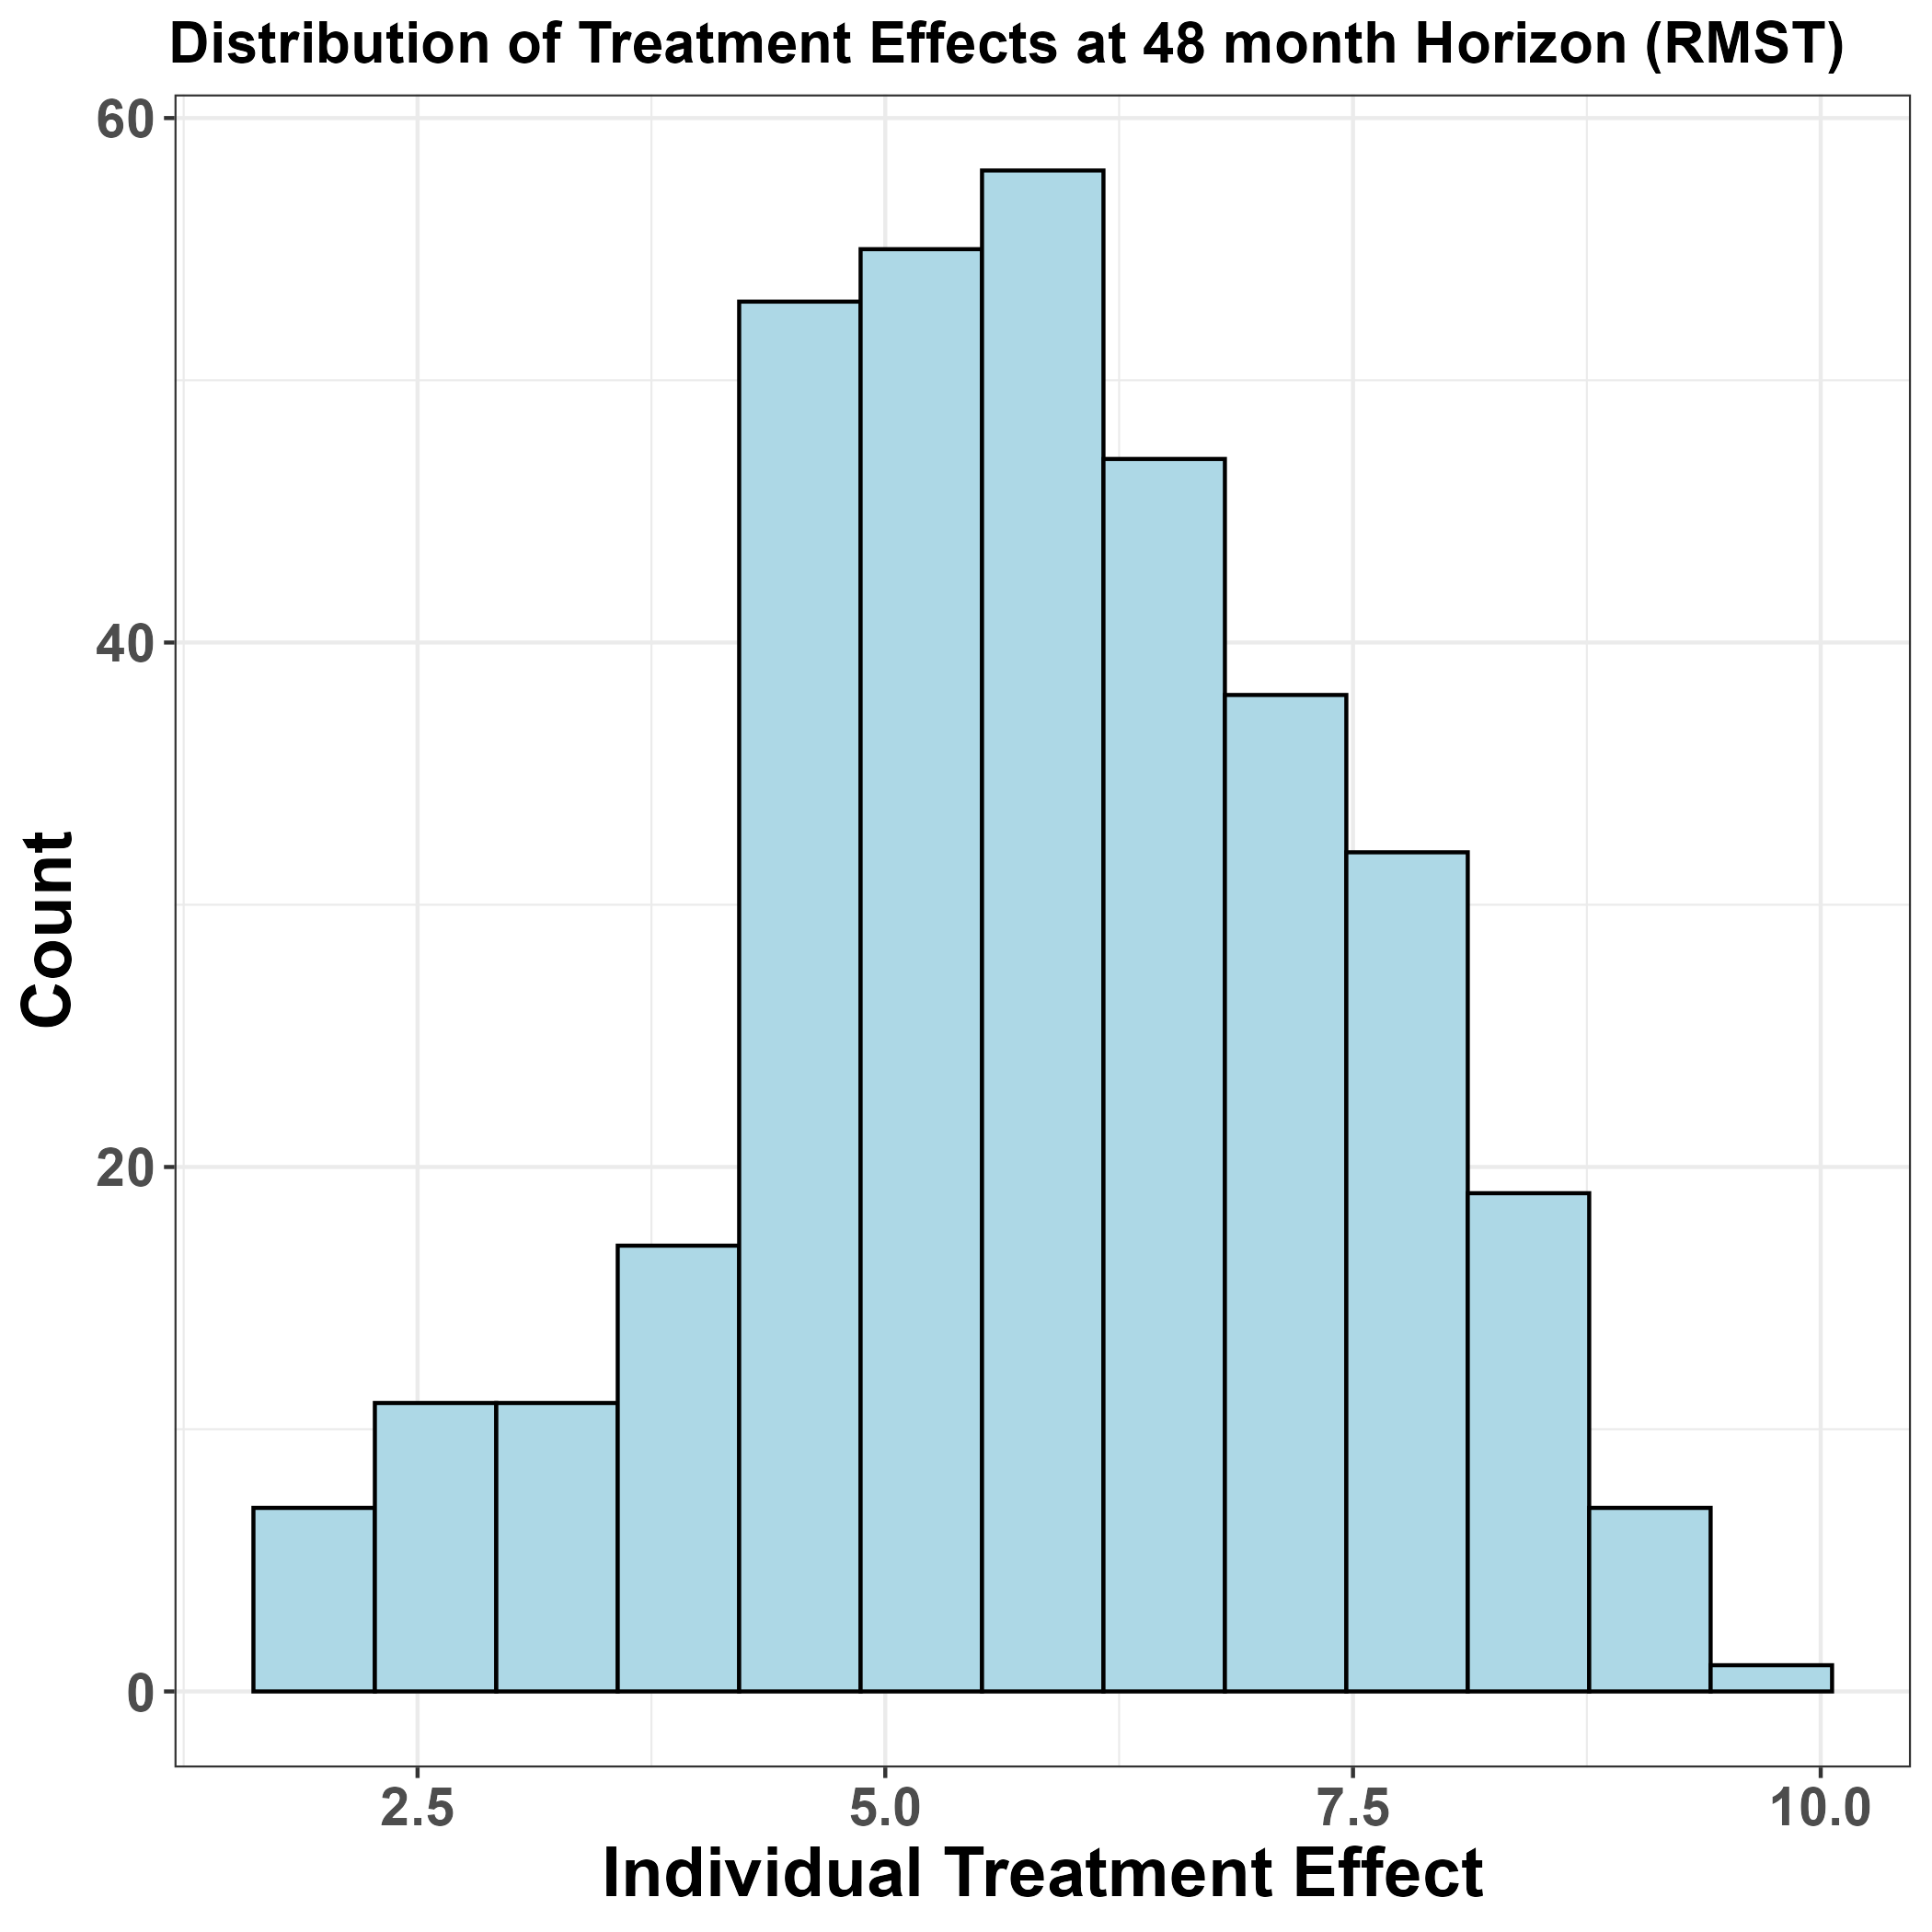 Distribution of Treatment Effects at 48 month Horizon (RMST)
60
40
20
0
Count
2.5 5.0 7.5 10.0
Individual Treatment Effect